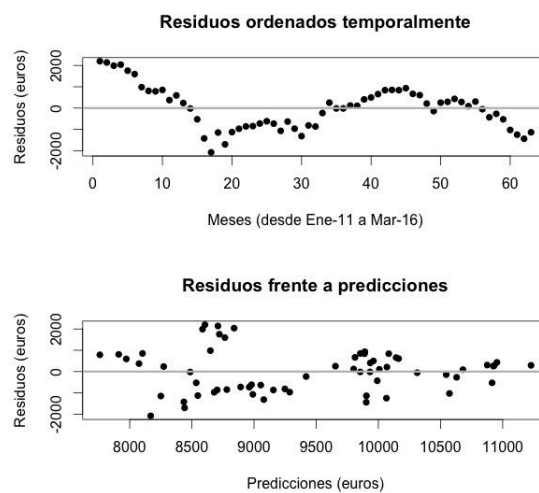 Residuos ordenados temporalmente
Residuos (euros)
2000
0
-2000
0 10 20 30 40 50 60
Meses (desde Ene-11 a Mar-16)
Residuos frente a predicciones
Residuos (euros)
2000
0
-2000
8000 8500 9000 9500 10000 10500 11000
Predicciones (euros)